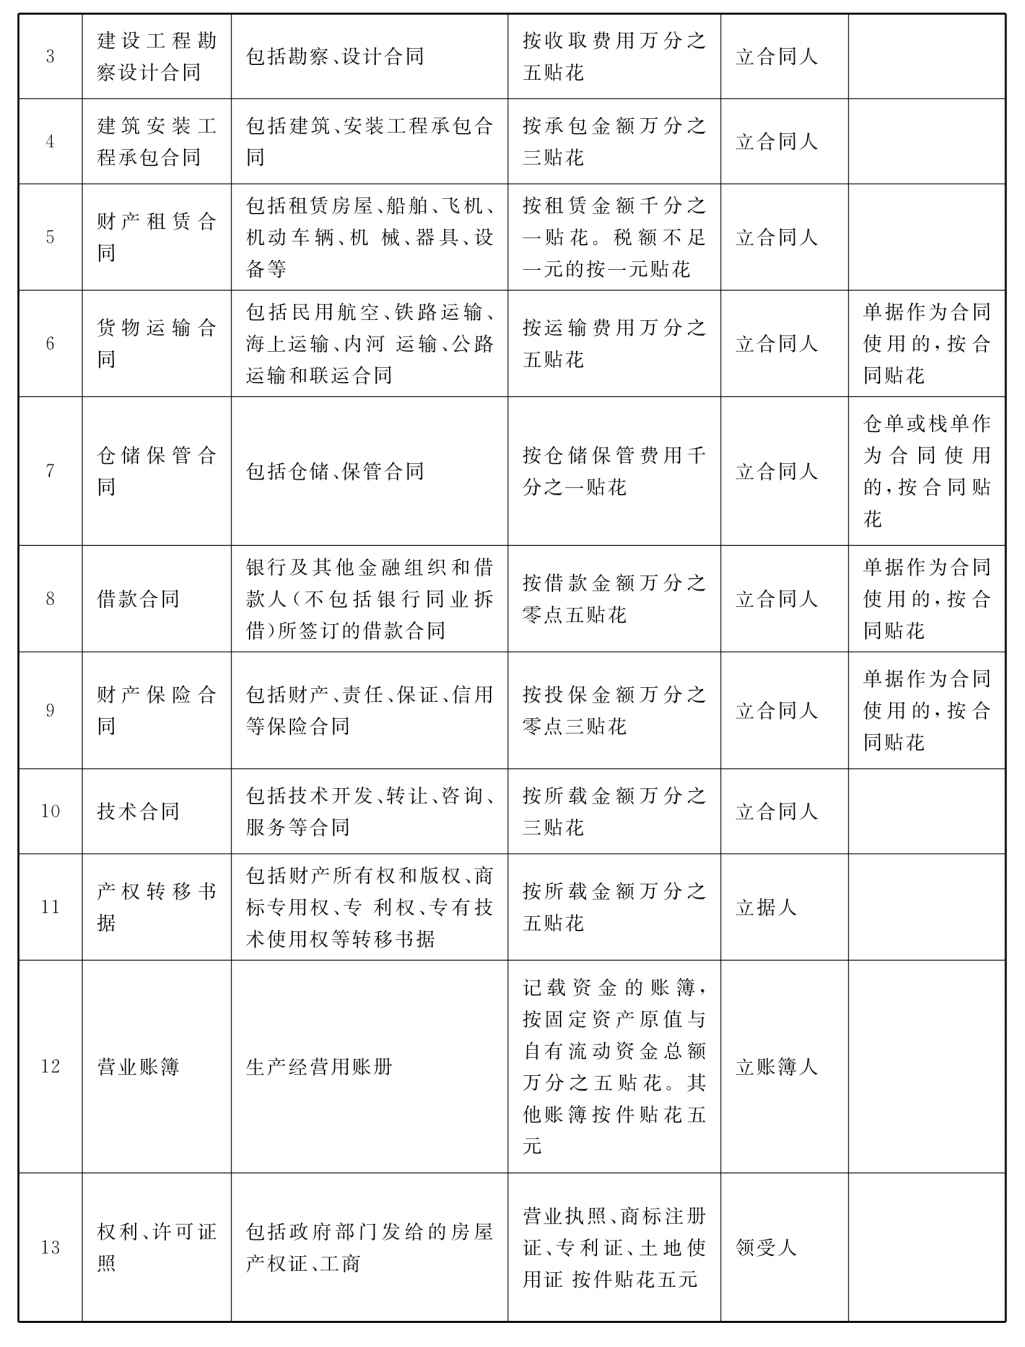 3
建设工程勘
察设计合同
包括勘察、设计合同
按收取费用万分之
五贴花
立合同人
4
建筑安装工
程承包合同
包括建筑、安装工程承包合
同
按承包金额万分之
三贴花
立合同人
5
财产租赁合
同
包括租赁房屋、船舶、飞机、
机动车辆、机 械、器具、设
备等
按租赁金额千分之
一贴花。税额不足
一元的按一元贴花
立合同人
6
货物运输合
同
包括民用航空、铁路运输、
海上运输、内河 运输、公路
运输和联运合同
按运输费用万分之
五贴花
立合同人
单据作为合同
使用的，按合
同贴花
7
仓储保管合
同
包括仓储、保管合同
按仓储保管费用千
分之一贴花
立合同人
仓单或栈单作
为合同使用
的，按合同贴
花
8
借款合同
银行及其他金融组织和借
款人（不包括银行同业拆
借）所签订的借款合同
按借款金额万分之
零点五贴花
立合同人
单据作为合同
使用的，按合
同贴花
9
财产保险合
同
包括财产、责任、保证、信用
等保险合同
按投保金额万分之
零点三贴花
立合同人
单据作为合同
使用的，按合
同贴花
10
技术合同
包括技术开发、转让、咨询、
服务等合同
按所载金额万分之
三贴花
立合同人
11
产权转移书
据
包括财产所有权和版权、商
标专用权、专 利权、专有技
术使用权等转移书据
按所载金额万分之
五贴花
立据人
12
营业账簿
生产经营用账册
记载资金的账簿，
按固定资产原值与
自有流动资金总额
万分之五贴花。其
他账簿按件贴花五
元
立账簿人
13
权利、许可证
照
包括政府部门发给的房屋
产权证、工商
营业执照、商标注册
证、专利证、土地使
用证 按件贴花五元
领受人